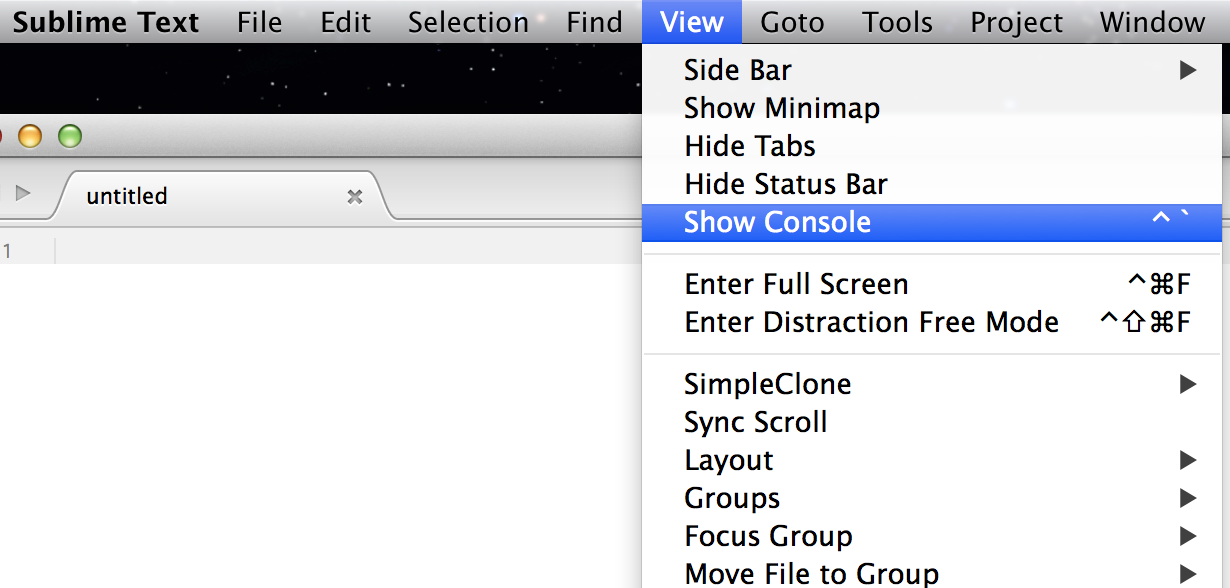 Sublime Text File Edit Selection Find View Goto Tools Project Window
untitled
1
Side Bar
Show Minimap
Hide Tabs
Hide Status Bar
Show Console ^ `
Enter Full Screen ^⌘F
Enter Distraction Free Mode ^⇧⌘F
SimpleClone
Sync Scroll
Layout
Groups
Focus Group
Move File to Group